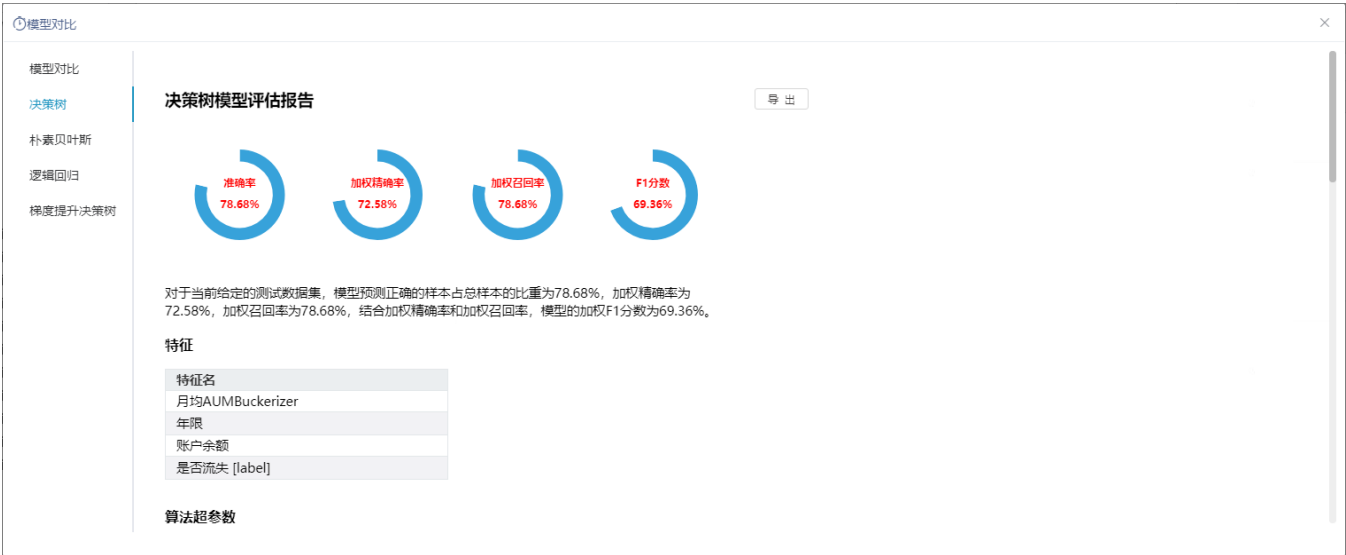 模型对比
模型对比
决策树
朴素贝叶斯
逻辑回归
梯度提升决策树
决策树模型评估报告
导 出
准确率
78.68%
加权精确率
72.58%
加权召回率
78.68%
F1分数
69.36%
对于当前给定的测试数据集，模型预测正确的样本占总样本的比重为78.68%，加权精确率为
72.58%，加权召回率为78.68%，结合加权精确率和加权召回率，模型的加权F1分数为69.36%。
特征
特征名
月均AUMBuckerizer
年限
账户余额
是否流失 [label]
算法超参数